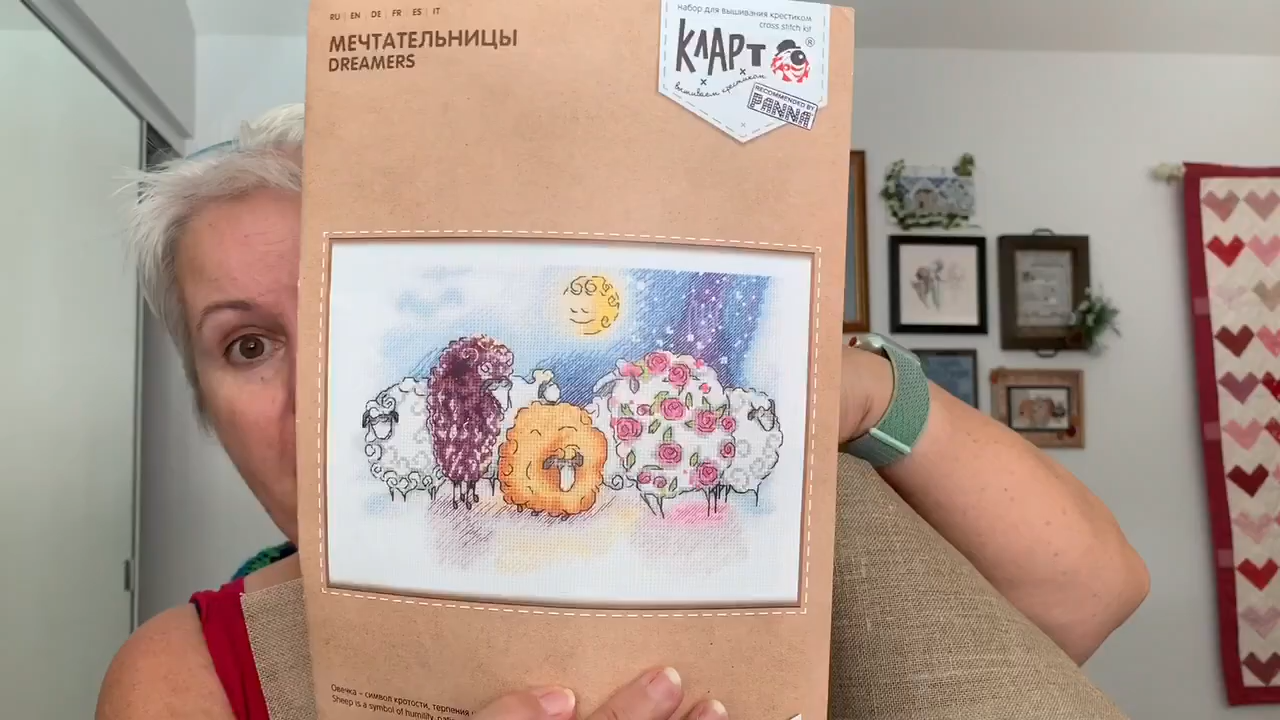 RU | EN | DE | FR | ES | IT
МЕЧТАТЕЛЬНИЦЫ
DREAMERS
набор для вышивания крестиком
cross stitch kit
КЛАРТ
®
вышиваем крестиком
RECOMMENDED BY
PANNA
Овечка – символ кротости, терпения
Sheep is a symbol of humility,